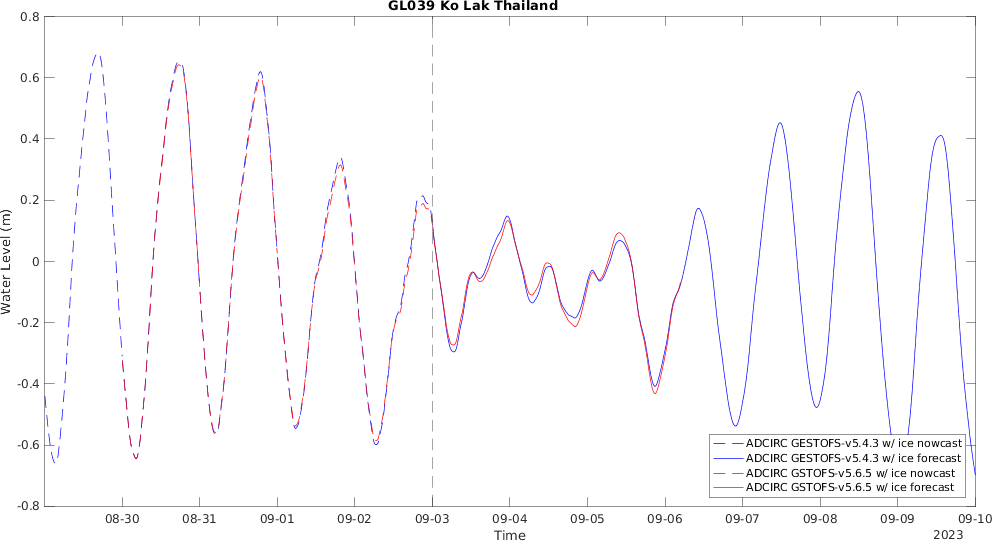 GL039 Ko Lak Thailand
Water Level (m)
0.8
0.6
0.4
0.2
0
-0.2
-0.4
-0.6
-0.8
ADCIRC GESTOFS-v5.4.3 w/ ice nowcast
ADCIRC GESTOFS-v5.4.3 w/ ice forecast
ADCIRC GSTOFS-v5.6.5 w/ ice nowcast
ADCIRC GSTOFS-v5.6.5 w/ ice forecast
08-30 08-31 09-01 09-02 09-03 09-04 09-05 09-06 09-07 09-08 09-09 09-10
Time
2023